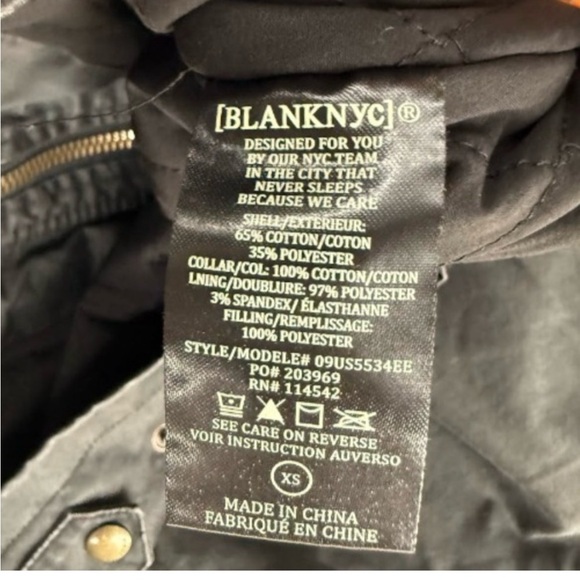 [BLANKNYC]®
DESIGNED FOR YOU
BY OUR NYC TEAM
IN THE CITY THAT
NEVER SLEEPS
BECAUSE WE CARE
SHELL/EXTERIEUR:
65% COTTON/COTON
35% POLYESTER
COLLAR/COL: 100% COTTON/COTON
LNING/DOUBLURE: 97% POLYESTER
3% SPANDEX/ ÉLASTHANNE
FILLING/REMPLISSAGE:
100% POLYESTER
STYLE/MODELE# 09US5534EE
PO# 203969
RN# 114542
SEE CARE ON REVERSE
VOIR INSTRUCTION AUVERSO
XS
MADE IN CHINA
FABRIQUÉ EN CHINE